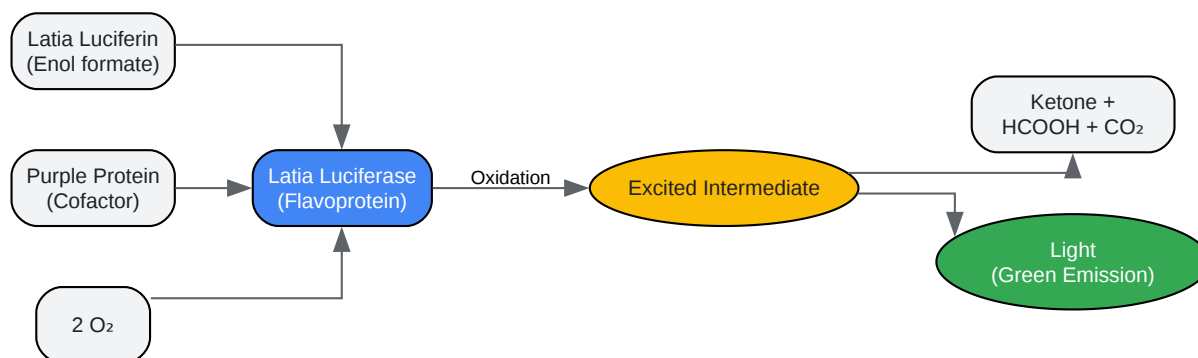 Latia Luciferin
(Enol formate)
Purple Protein
(Cofactor)
2 O₂
Latia Luciferase
(Flavoprotein)
Oxidation
Excited Intermediate
Ketone +
HCOOH + CO₂
Light
(Green Emission)